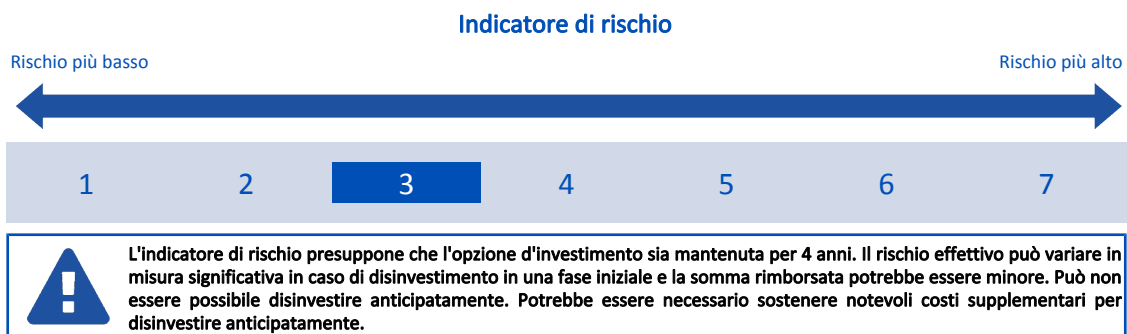 Indicatore di rischio
Rischio più basso
Rischio più alto
1 2 3 4 5 6 7
L'indicatore di rischio presuppone che l'opzione d'investimento sia mantenuta per 4 anni. Il rischio effettivo può variare in
misura significativa in caso di disinvestimento in una fase iniziale e la somma rimborsata potrebbe essere minore. Può non
essere possibile disinvestire anticipatamente. Potrebbe essere necessario sostenere notevoli costi supplementari per
disinvestire anticipatamente.